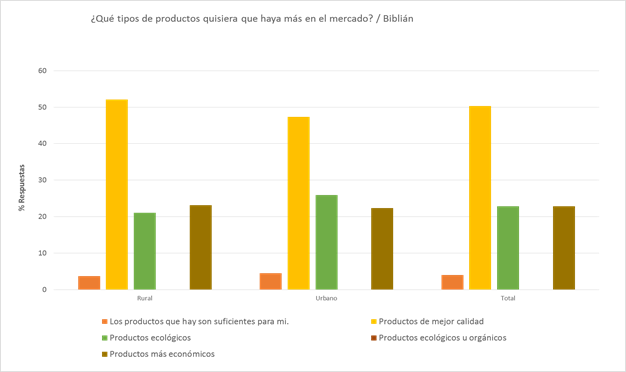 ¿Qué tipos de productos quisiera que haya más en el mercado? / Biblián
60
50
40
30
20
10
0
% Respuestas
Rural Urbano Total
Los productos que hay son suficientes para mi. Productos de mejor calidad
Productos ecológicos Productos ecológicos u orgánicos
Productos más económicos